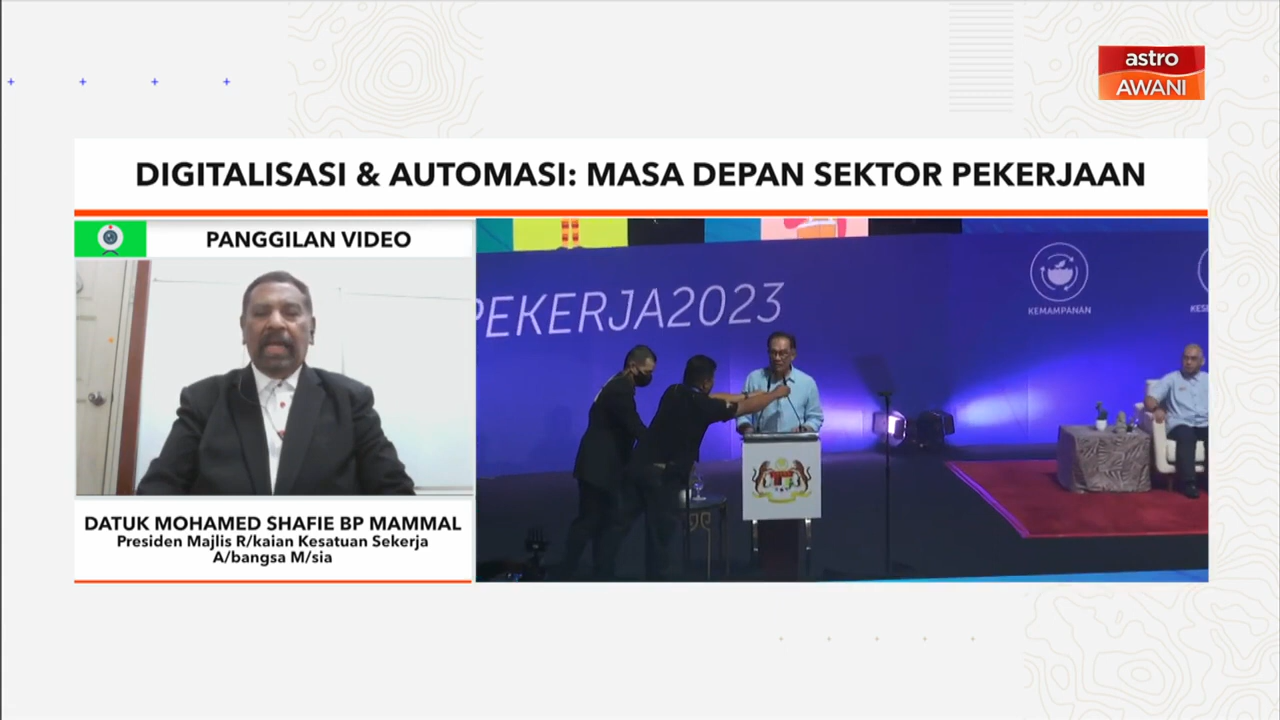 astro
AWANI
DIGITALISASI & AUTOMASI: MASA DEPAN SEKTOR PEKERJAAN
PANGGILAN VIDEO
PEKERJA2023
KEMAMPANAN
DATUK MOHAMED SHAFIE BP MAMMAL
Presiden Majlis R/kaian Kesatuan Sekerja
A/bangsa M/sia